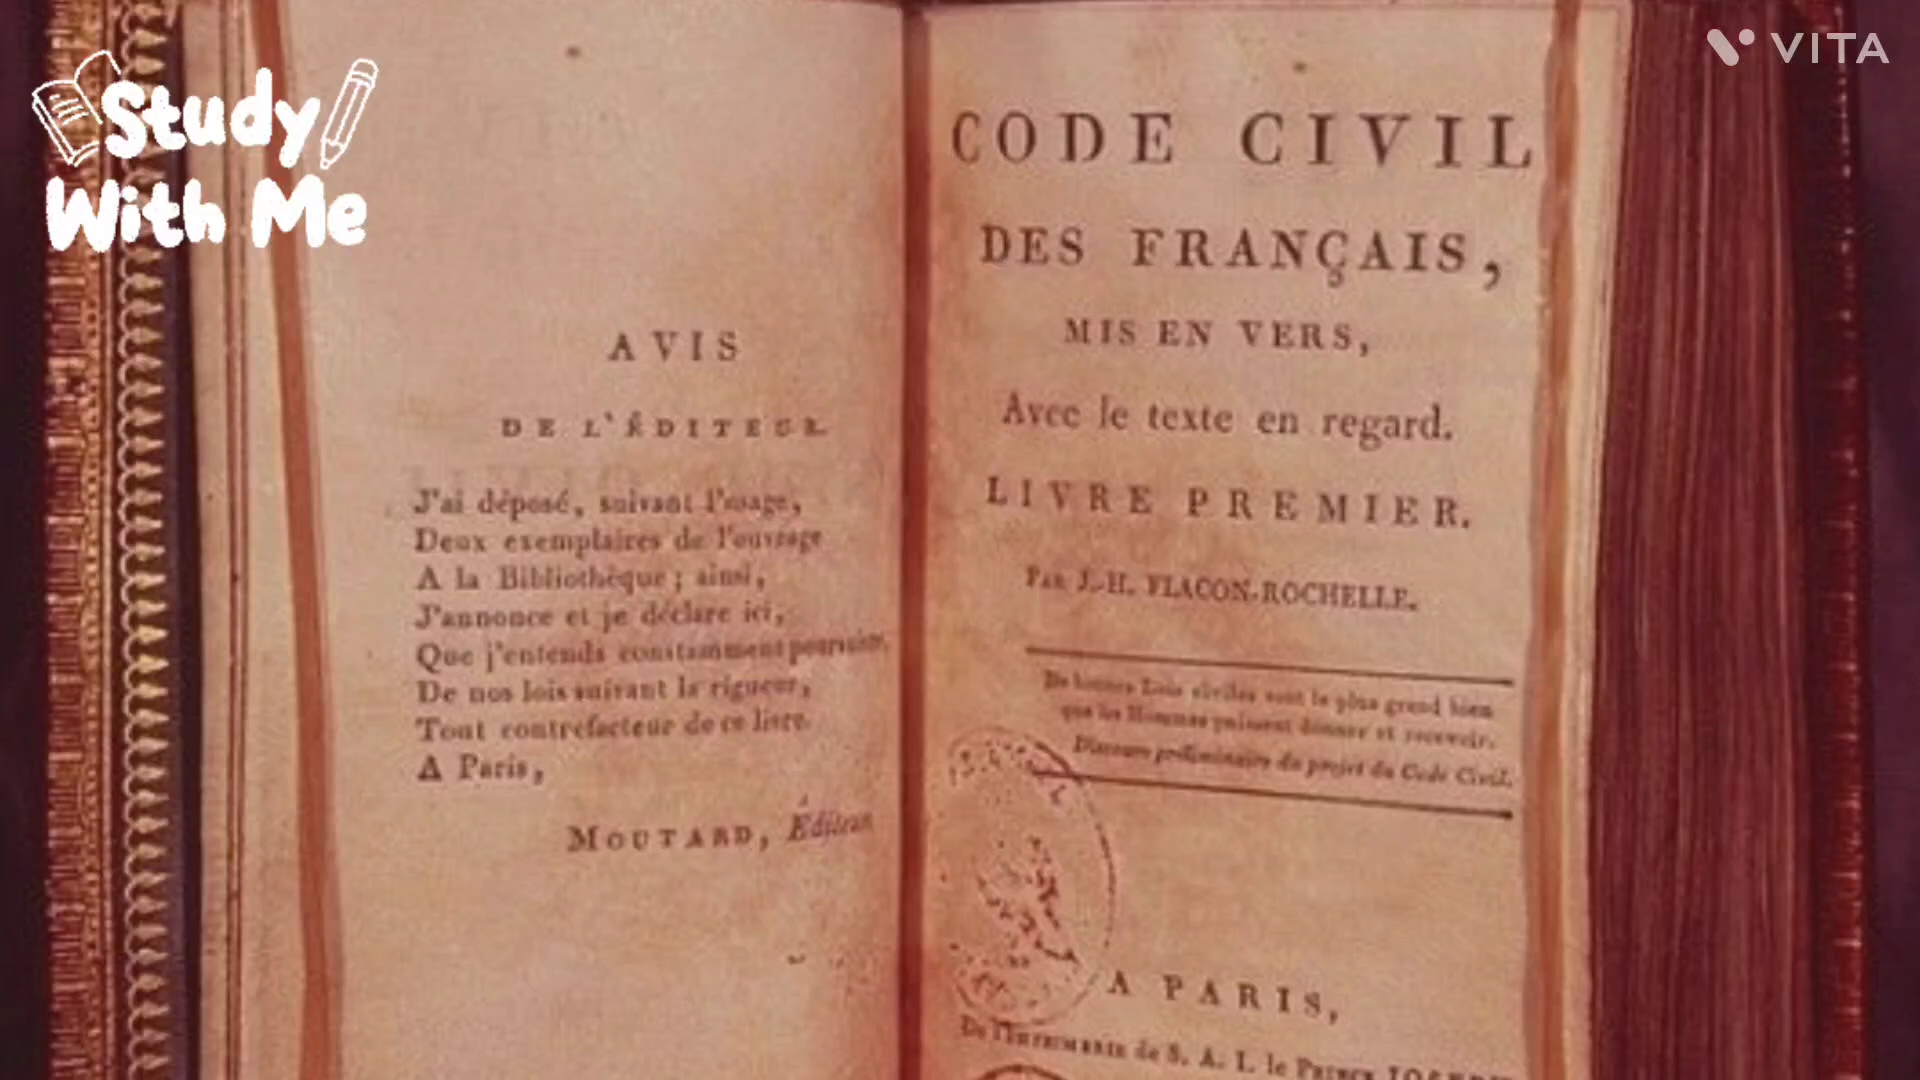 Study
With Me
VITA
AVIS
DE L'ÉDITEUR
J'ai déposé, suivant l'usage,
Deux exemplaires de l'ouvrage
A la Bibliothèque ; ainsi,
J'annonce et je déclare ici,
Que j'entends constamment poursuivre,
De nos lois suivant la rigueur,
Tout contrefacteur de ce livre.
A Paris,
MOUTARD, Éditeur
CODE CIVIL
DES FRANÇAIS,
MIS EN VERS,
Avec le texte en regard.
LIVRE PREMIER.
PAR J.-H. FLACON-ROCHELLE.
De bonnes Lois civiles sont le plus grand bien
que les Hommes puissent donner et recevoir.
Discours préliminaire du projet du Code Civil.
A PARIS,
De l'IMPRIMERIE de S. A. I. le PRINCE JOSEPH